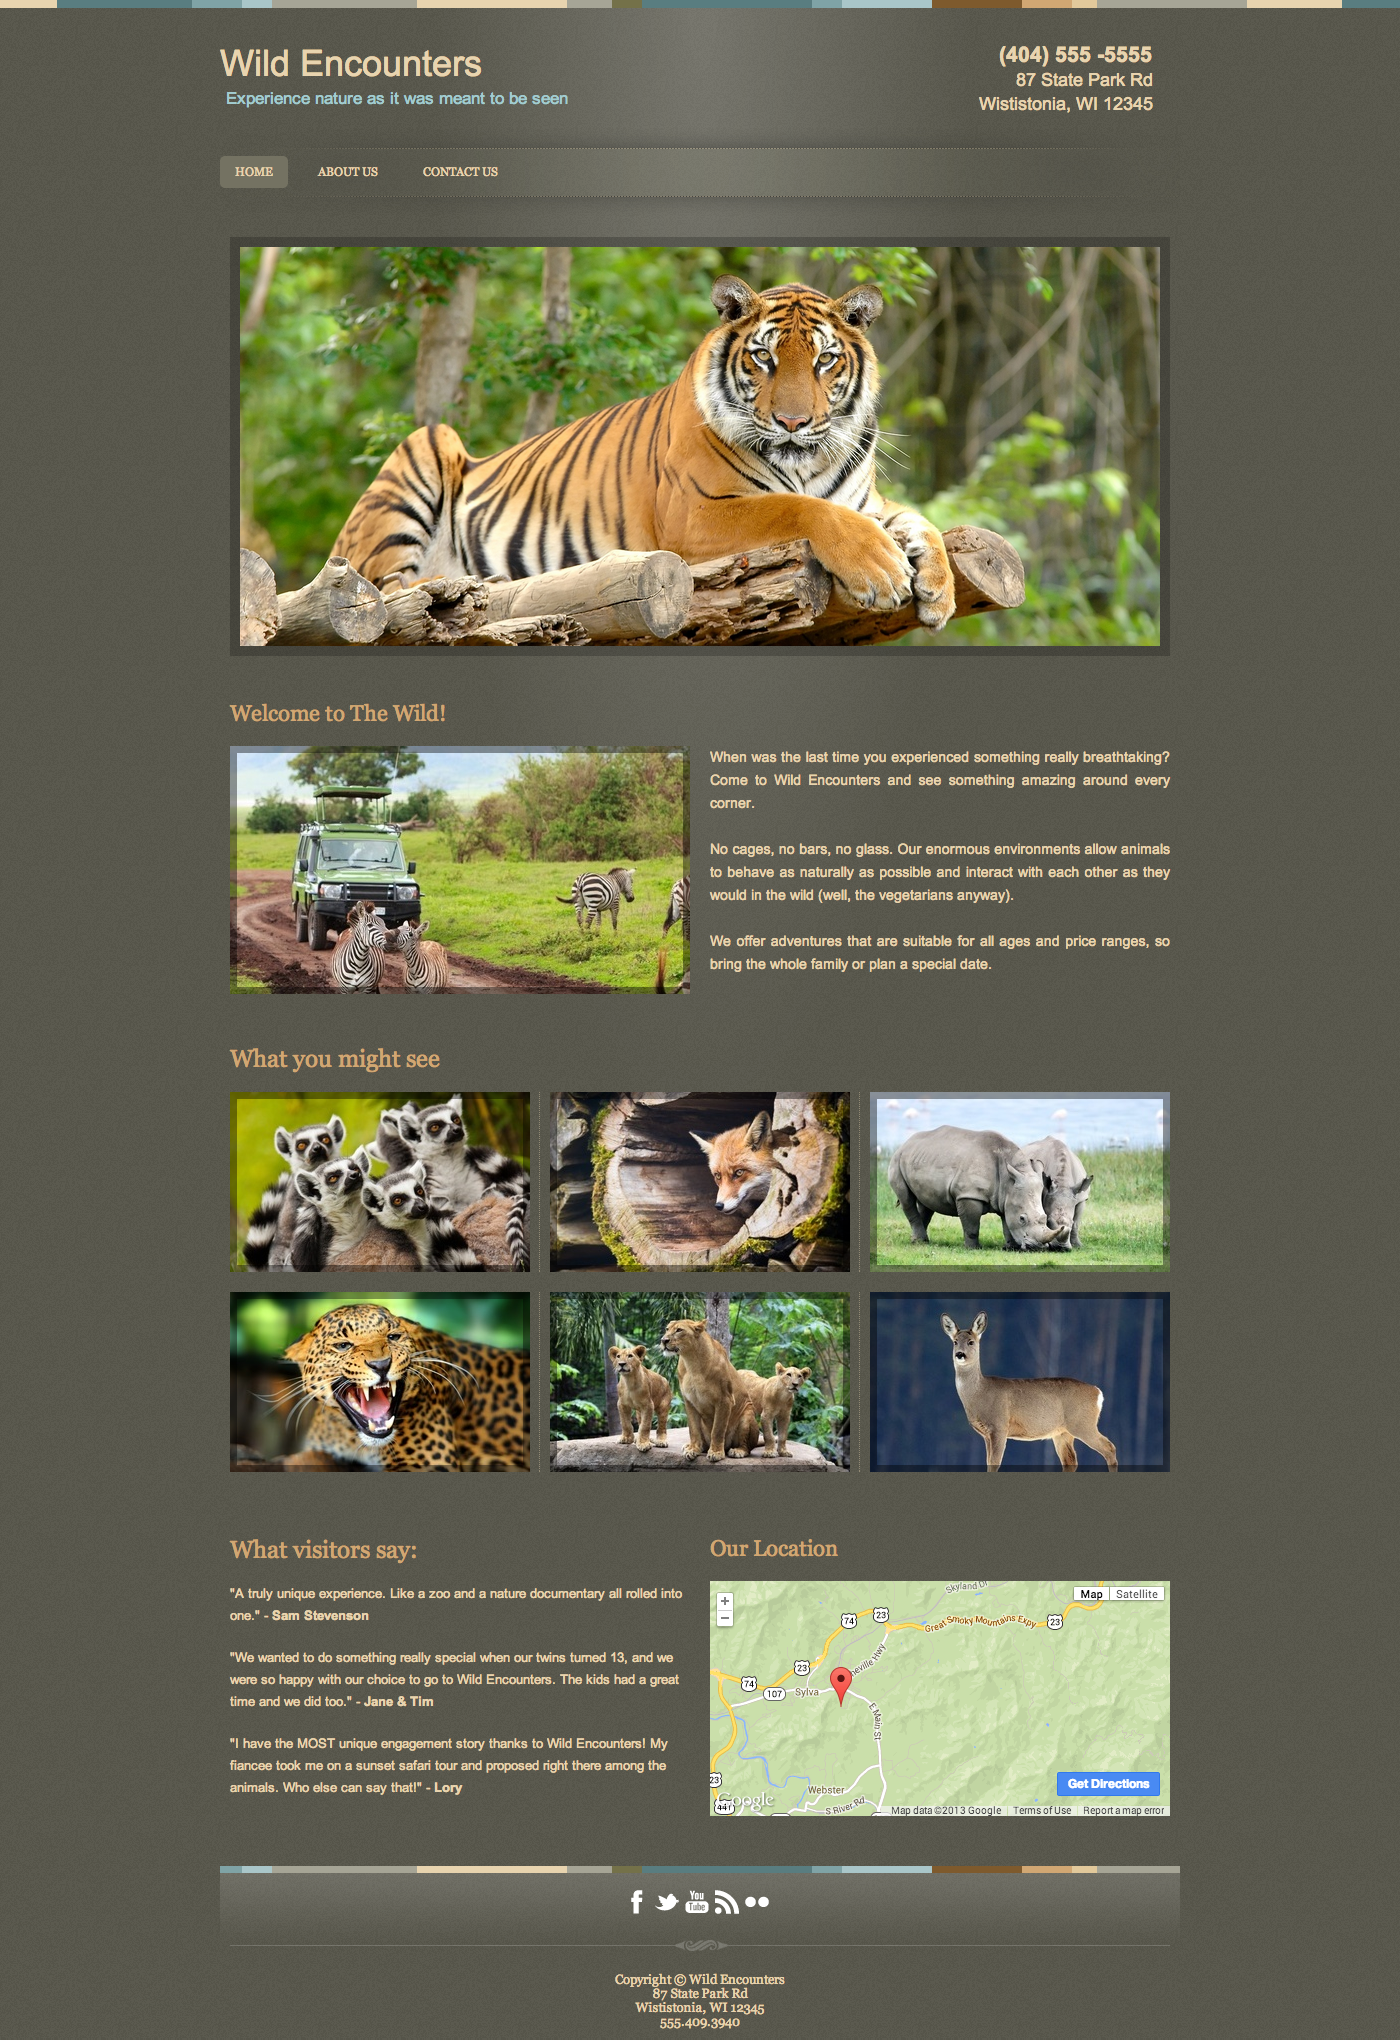 Wild Encounters
Experience nature as it was meant to be seen
(404) 555 -5555
87 State Park Rd
Wististonia, WI 12345
HOME ABOUT US CONTACT US
Welcome to The Wild!
When was the last time you experienced something really breathtaking?
Come to Wild Encounters and see something amazing around every
corner.
No cages, no bars, no glass. Our enormous environments allow animals
to behave as naturally as possible and interact with each other as they
would in the wild (well, the vegetarians anyway).
We offer adventures that are suitable for all ages and price ranges, so
bring the whole family or plan a special date.
What you might see
What visitors say:
"A truly unique experience. Like a zoo and a nature documentary all rolled into
one." - Sam Stevenson
"We wanted to do something really special when our twins turned 13, and we
were so happy with our choice to go to Wild Encounters. The kids had a great
time and we did too." - Jane & Tim
"I have the MOST unique engagement story thanks to Wild Encounters! My
fiancee took me on a sunset safari tour and proposed right there among the
animals. Who else can say that!" - Lory
Our Location
Skyland Dr
Map Satellite
+
−
74
23
Great Smoky Mountains Expy
23
23
eville Hwy
74
107
Sylva
E Main St
23
Webster
Get Directions
441
Google
S River Rd
Map data ©2013 Google Terms of Use Report a map error
You
Tube
Copyright © Wild Encounters
87 State Park Rd
Wististonia, WI 12345
555.409.3940